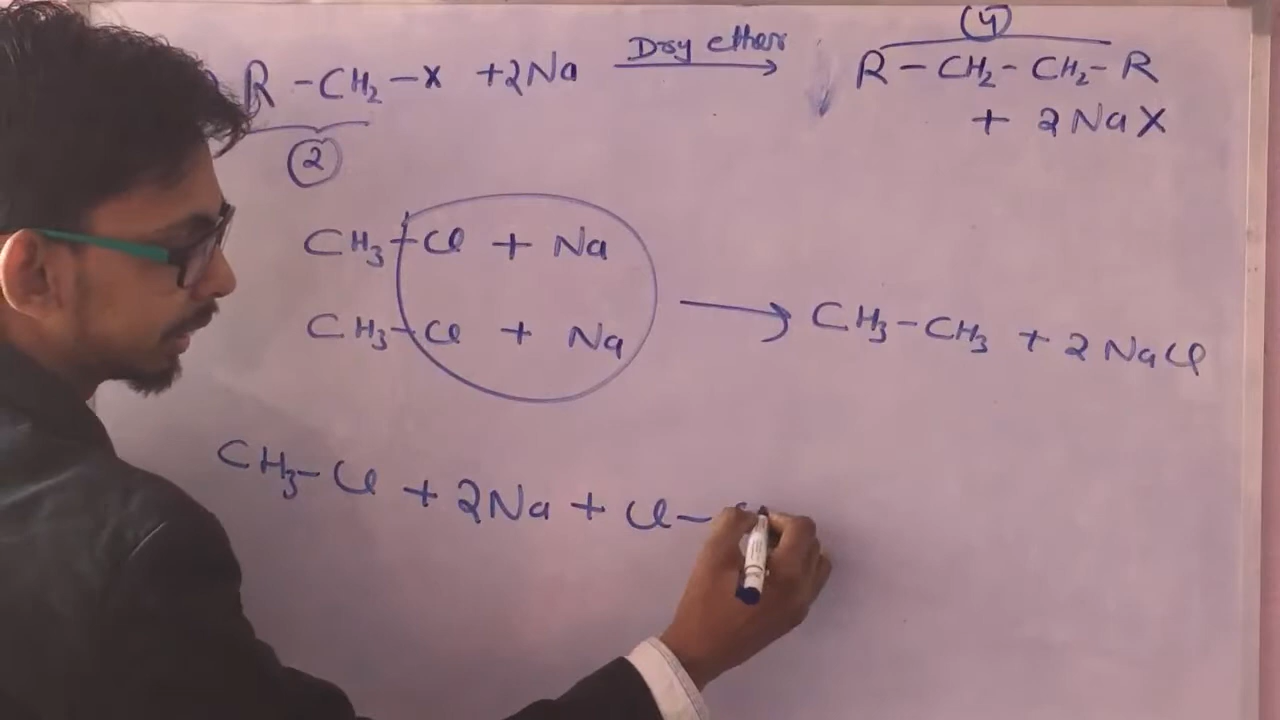 R-CH₂-X +2Na Dry ether → (4) R-CH₂-CH₂-R
(2) + 2NaX
CH₃-Cl + Na
CH₃-Cl + Na → CH₃-CH₃ + 2NaCl
CH₃-Cl + 2Na + Cl-